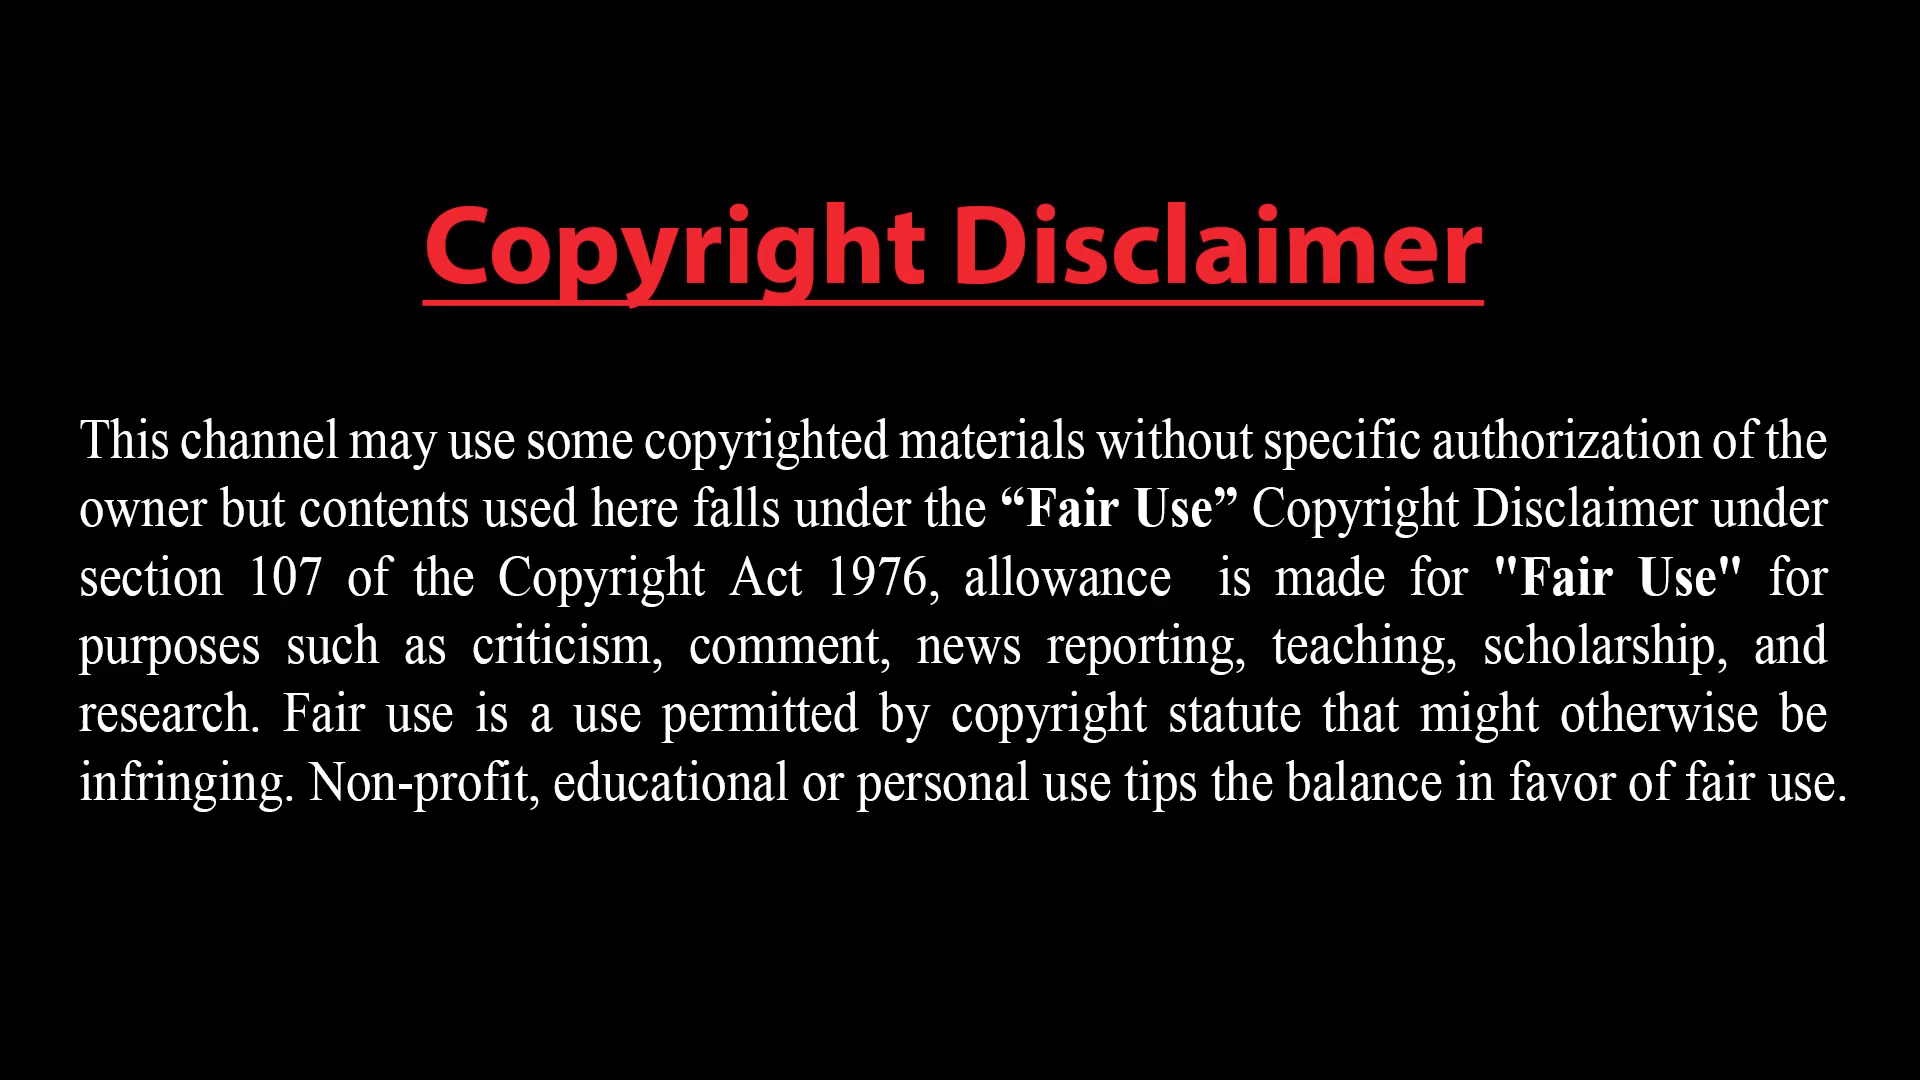 Copyright Disclaimer
This channel may use some copyrighted materials without specific authorization of the
owner but contents used here falls under the “Fair Use” Copyright Disclaimer under
section 107 of the Copyright Act 1976, allowance is made for "Fair Use" for
purposes such as criticism, comment, news reporting, teaching, scholarship, and
research. Fair use is a use permitted by copyright statute that might otherwise be
infringing. Non-profit, educational or personal use tips the balance in favor of fair use.